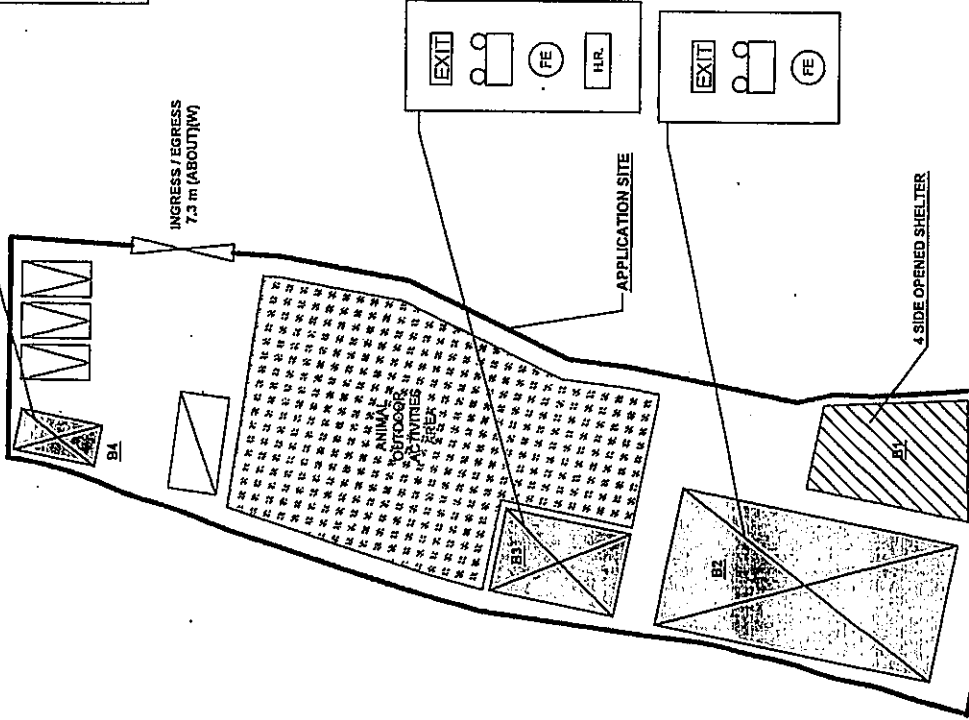 INGRESS / EGRESS
7.3 m (ABOUT)(W)
EXIT
FE
H.R.
EXIT
FE
B4
ANIMAL
OUTDOOR
ACTIVITIES
AREA
APPLICATION SITE
B3
4 SIDE OPENED SHELTER
B2
B1